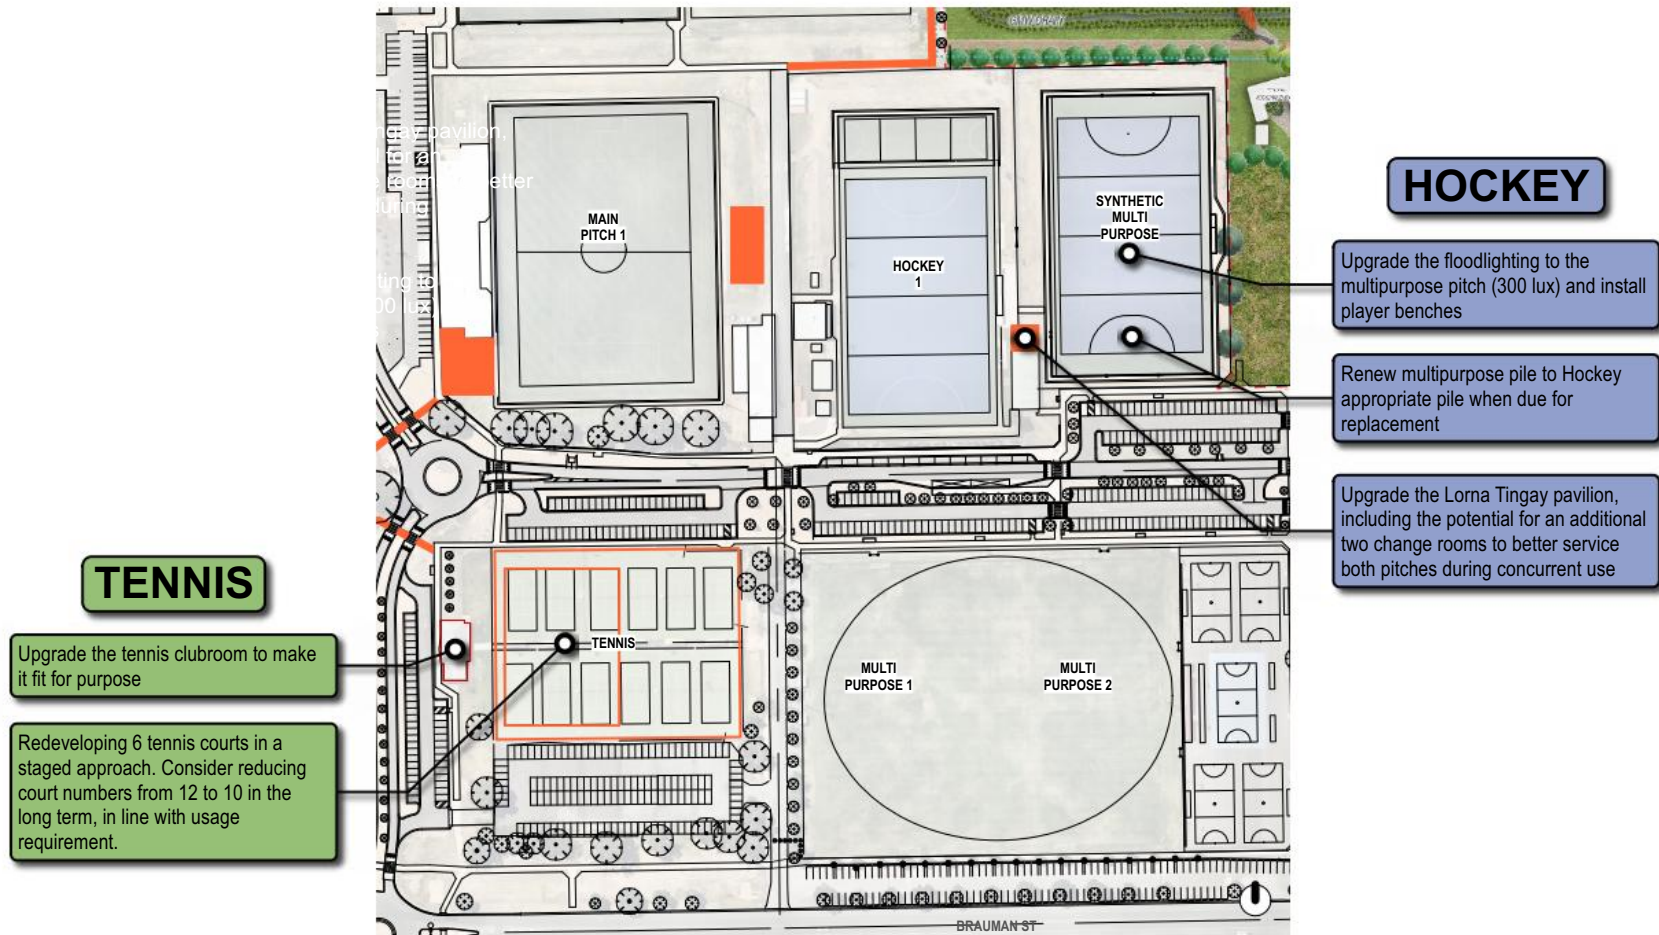 HOCKEY
Upgrade the floodlighting to the
multipurpose pitch (300 lux) and install
player benches
Renew multipurpose pile to Hockey
appropriate pile when due for
replacement
Upgrade the Lorna Tingay pavilion,
including the potential for an additional
two change rooms to better service
both pitches during concurrent use
TENNIS
Upgrade the tennis clubroom to make
it fit for purpose
Redeveloping 6 tennis courts in a
staged approach. Consider reducing
court numbers from 12 to 10 in the
long term, in line with usage
requirement.
MAIN
PITCH 1
HOCKEY
1
SYNTHETIC
MULTI
PURPOSE
TENNIS
MULTI
PURPOSE 1
MULTI
PURPOSE 2
BRAUMAN ST
pavilion,
for
better